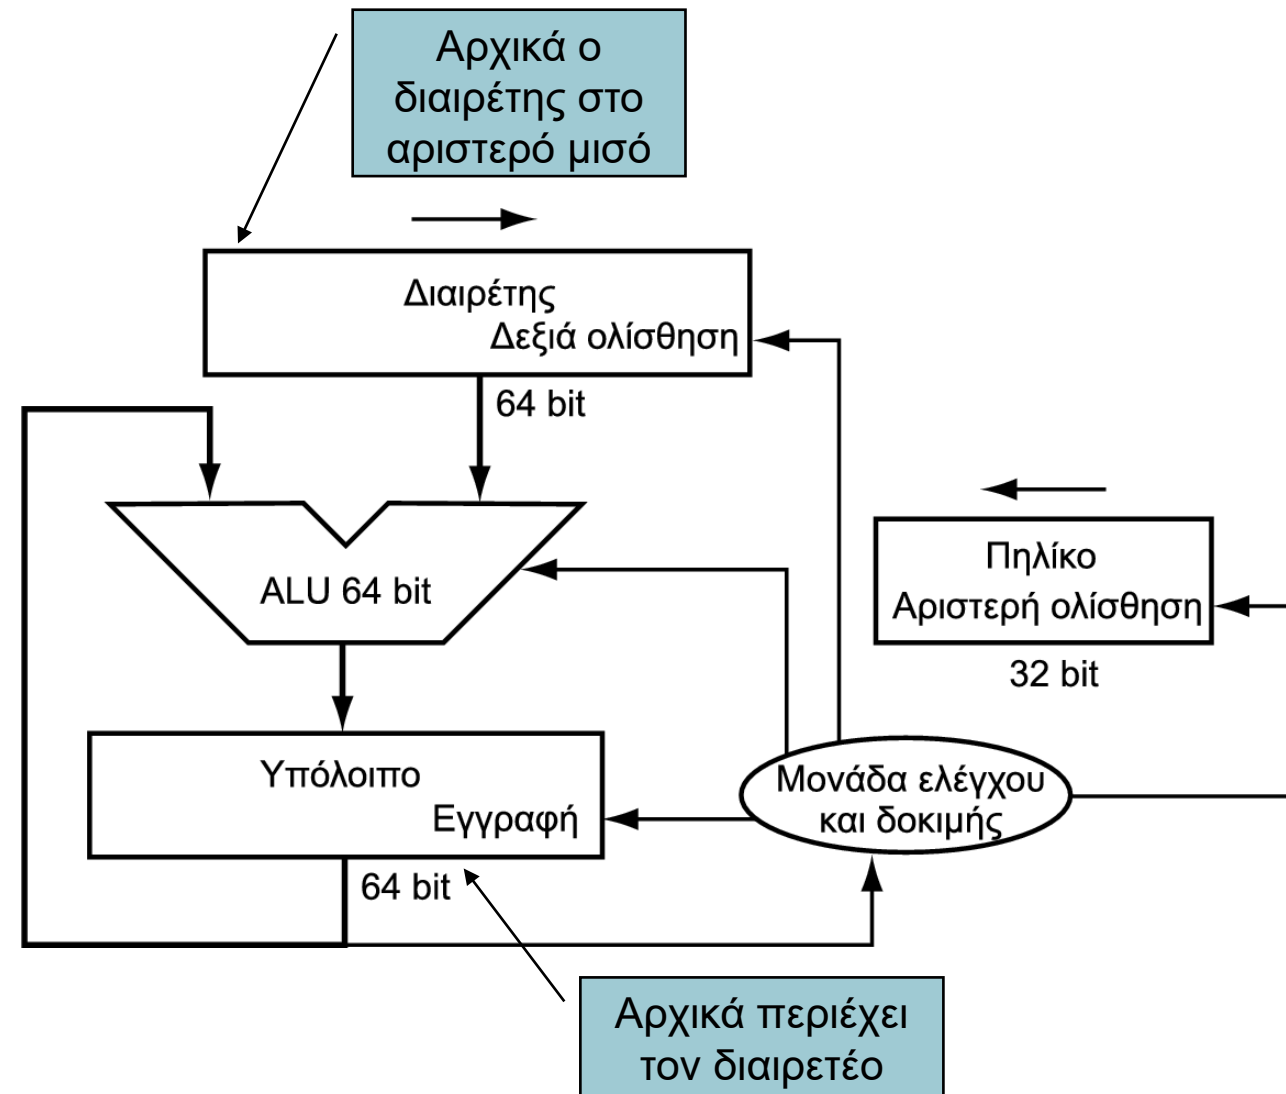 Αρχικά ο
διαιρέτης στο
αριστερό μισό
Διαιρέτης
Δεξιά ολίσθηση
64 bit
ALU 64 bit
Πηλίκο
Αριστερή ολίσθηση
32 bit
Υπόλοιπο
Εγγραφή
Μονάδα ελέγχου
και δοκιμής
64 bit
Αρχικά περιέχει
τον διαιρετέο